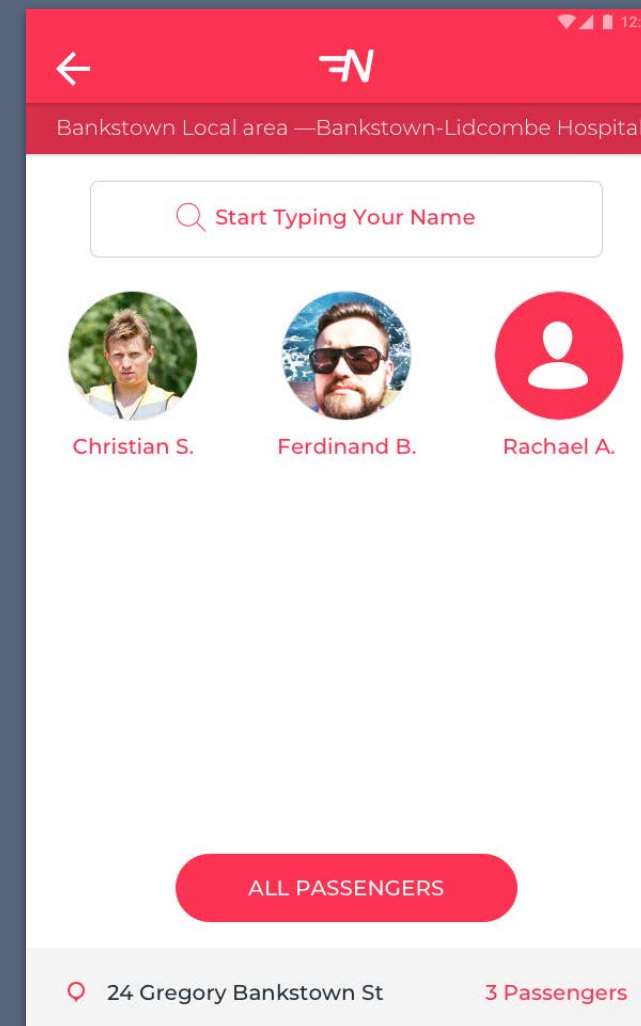 12:
N
Bankstown Local area —Bankstown-Lidcombe Hospital
Start Typing Your Name
Christian S.
Ferdinand B.
Rachael A.
ALL PASSENGERS
24 Gregory Bankstown St
3 Passengers